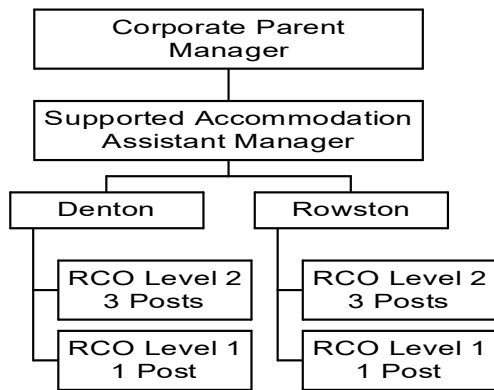 Corporate Parent
Manager
Supported Accommodation
Assistant Manager
Denton
Rowston
RCO Level 2
3 Posts
RCO Level 2
3 Posts
RCO Level 1
1 Post
RCO Level 1
1 Post